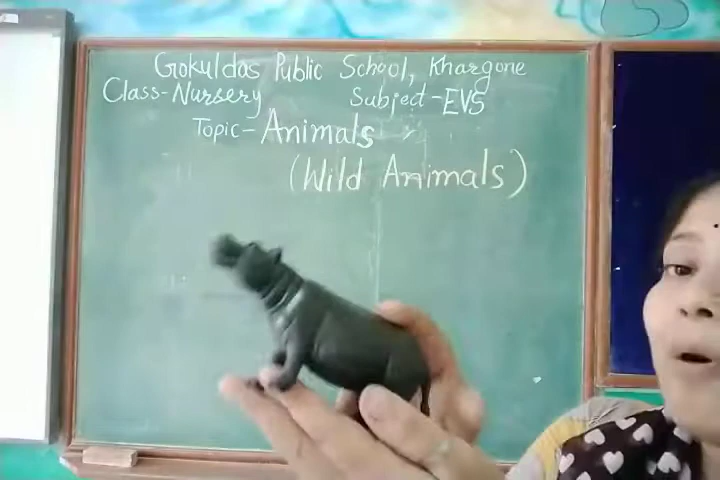 Gokuldas Public School, Khargone
Class-Nursery Subject-EVS
Topic-Animals
(Wild Animals)